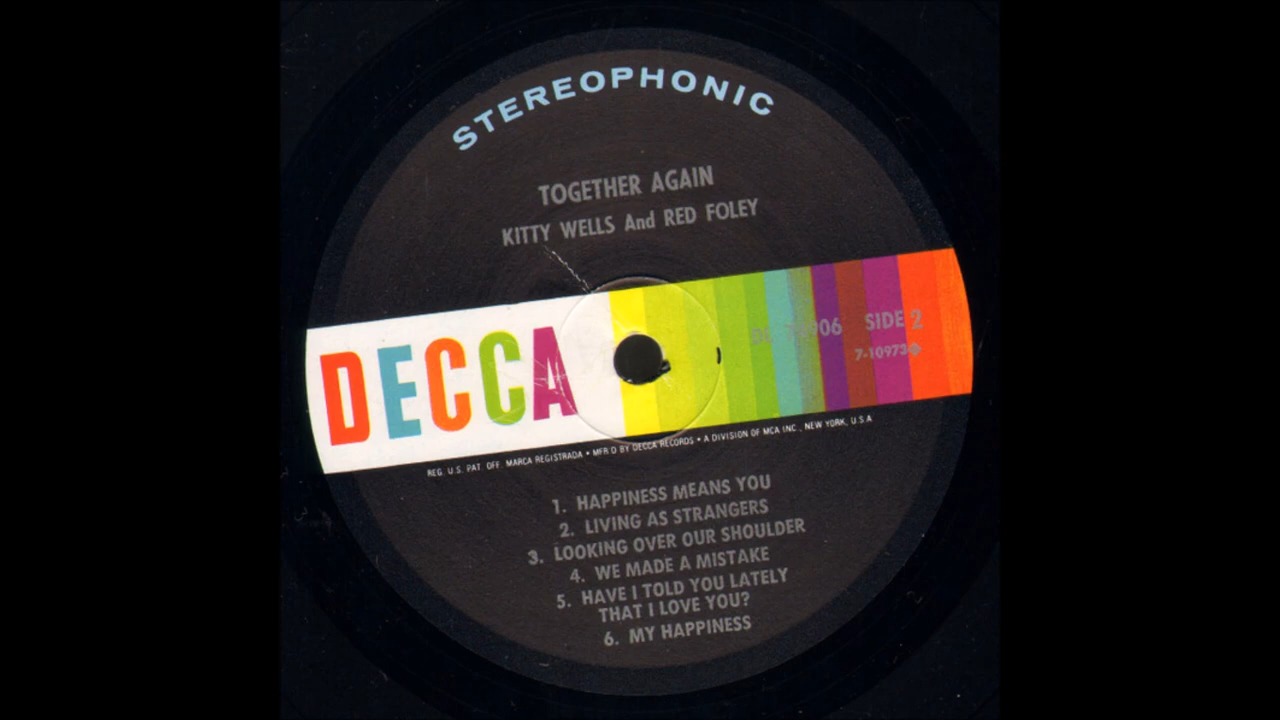 STEREOPHONIC
TOGETHER AGAIN
KITTY WELLS And RED FOLEY
SIDE 2
7-10973
DECCA
REG. U.S. PAT. OFF. MARCA REGISTRADA • MFR'D BY DECCA RECORDS • A DIVISION OF MCA INC., NEW YORK, U.S.A
1. HAPPINESS MEANS YOU
2. LIVING AS STRANGERS
3. LOOKING OVER OUR SHOULDER
4. WE MADE A MISTAKE
5. HAVE I TOLD YOU LATELY
THAT I LOVE YOU?
6. MY HAPPINESS